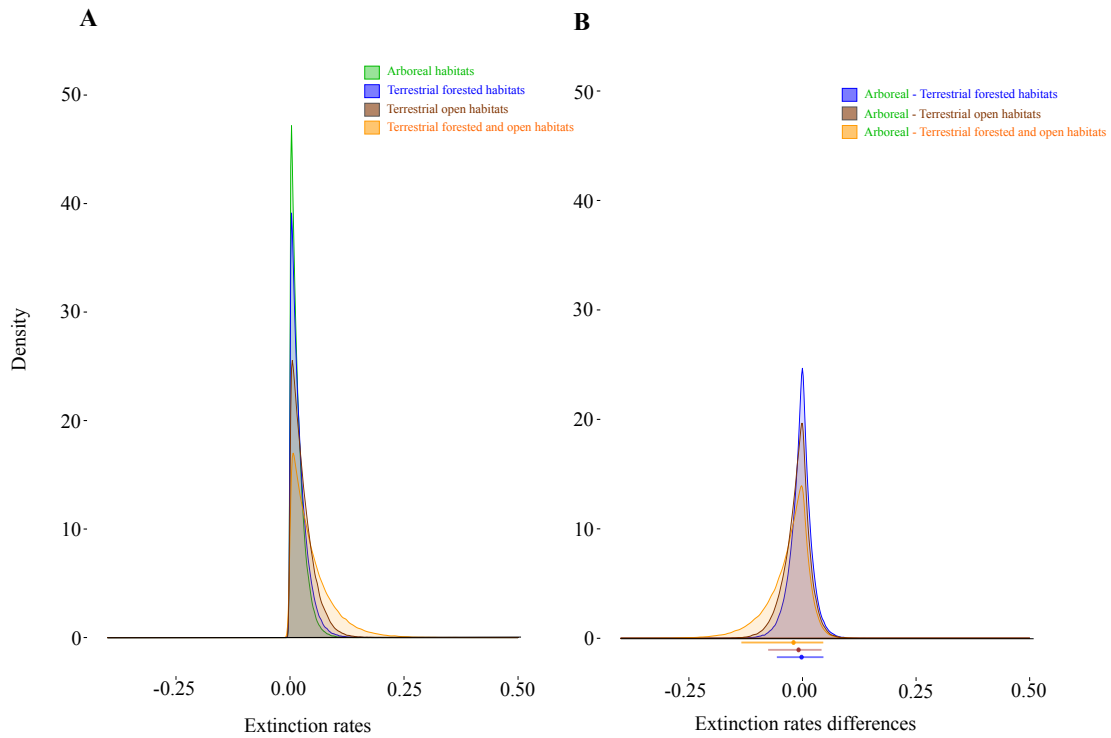 A
Arboreal habitats
Terrestrial forested habitats
Terrestrial open habitats
Terrestrial forested and open habitats
50
40
30
20
10
0
Density
-0.25
0.00
0.25
0.50
Extinction rates
B
Arboreal - Terrestrial forested habitats
Arboreal - Terrestrial open habitats
Arboreal - Terrestrial forested and open habitats
50
40
30
20
10
0
-0.25
0.00
0.25
0.50
Extinction rates differences